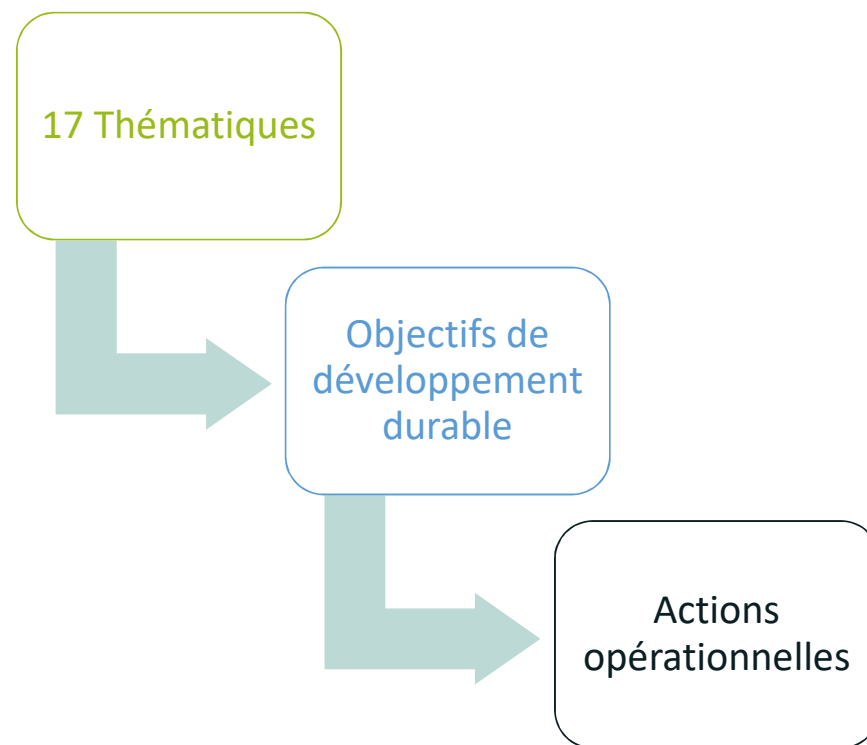 17 Thématiques
Objectifs de
développement
durable
Actions
opérationnelles